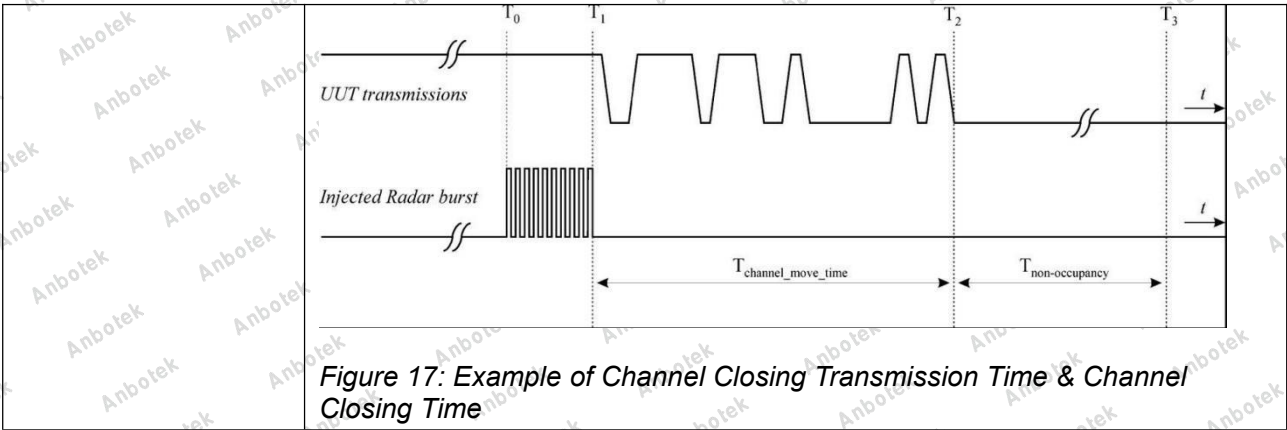 T0 T1 T2 T3
UUT transmissions
t
Injected Radar burst
t
Tchannel_move_time Tnon-occupancy
Figure 17: Example of Channel Closing Transmission Time & Channel
Closing Time
Anbotek